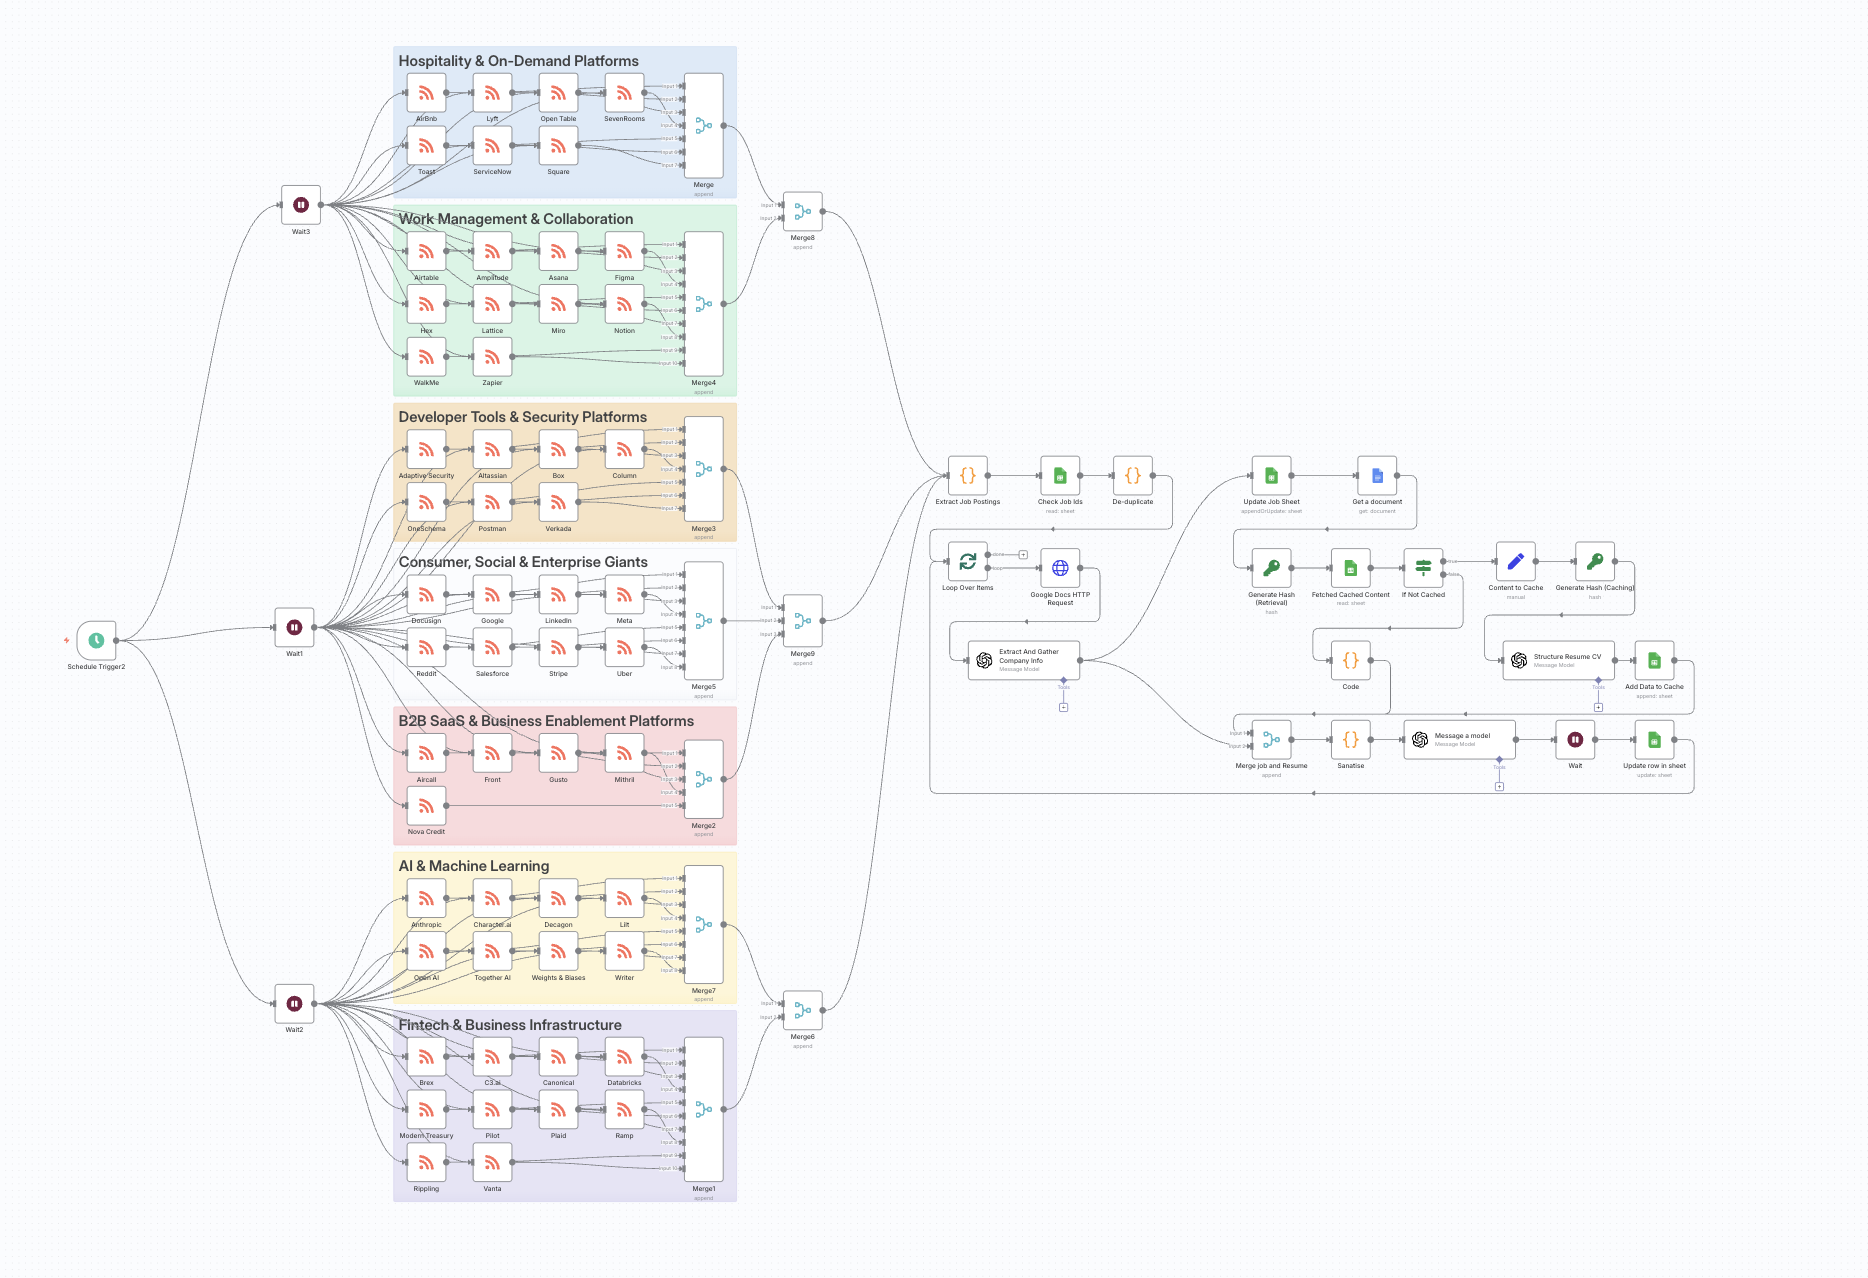 Hospitality & On-Demand Platforms
AirBnb
Lyft
Open Table
SevenRooms
Toast
ServiceNow
Square
Merge
append
Wait3
Merge8
append
Work Management & Collaboration
Airtable
Amplitude
Asana
Figma
Hex
Lattice
Miro
Notion
WalkMe
Zapier
Merge4
append
Developer Tools & Security Platforms
Adaptive Security
Altassian
Box
Column
OneSchema
Postman
Verkada
Merge3
append
Consumer, Social & Enterprise Giants
Docusign
Google
LinkedIn
Meta
Reddit
Salesforce
Stripe
Uber
Merge5
append
Schedule Trigger2
Wait1
Merge9
append
B2B SaaS & Business Enablement Platforms
Aircall
Front
Gusto
Mithril
Nova Credit
Merge2
append
AI & Machine Learning
Anthropic
Character.ai
Decagon
Lilt
Open AI
Together AI
Weights & Biases
Writer
Merge7
append
Wait2
Merge6
append
Fintech & Business Infrastructure
Brex
C3.ai
Canonical
Databricks
Modern Treasury
Pilot
Plaid
Ramp
Rippling
Vanta
Merge1
append
Extract Job Postings
Check Job Ids
read: sheet
De-duplicate
Loop Over Items
done
loop
Google Docs HTTP
Request
Extract And Gather
Company Info
Message Model
Tools
Update Job Sheet
appendOrUpdate: sheet
Get a document
get: document
Generate Hash
(Retrieval)
hash
Fetched Cached Content
read: sheet
If Not Cached
true
false
Content to Cache
manual
Generate Hash (Caching)
hash
Code
Structure Resume CV
Message Model
Tools
Add Data to Cache
append: sheet
Input 1
Input 2
Merge job and Resume
append
Sanatise
Message a model
Message Model
Tools
Wait
Update row in sheet
update: sheet